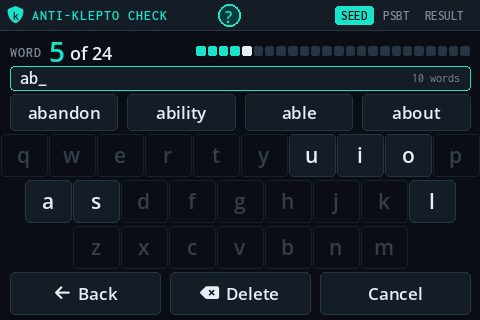 k ANTI-KLEPTO CHECK ? SEED PSBT RESULT
WORD 5 of 24
ab_ 10 words
abandon ability able about
q w e r t y u i o p
a s d f g h j k l
z x c v b n m
Back Delete Cancel